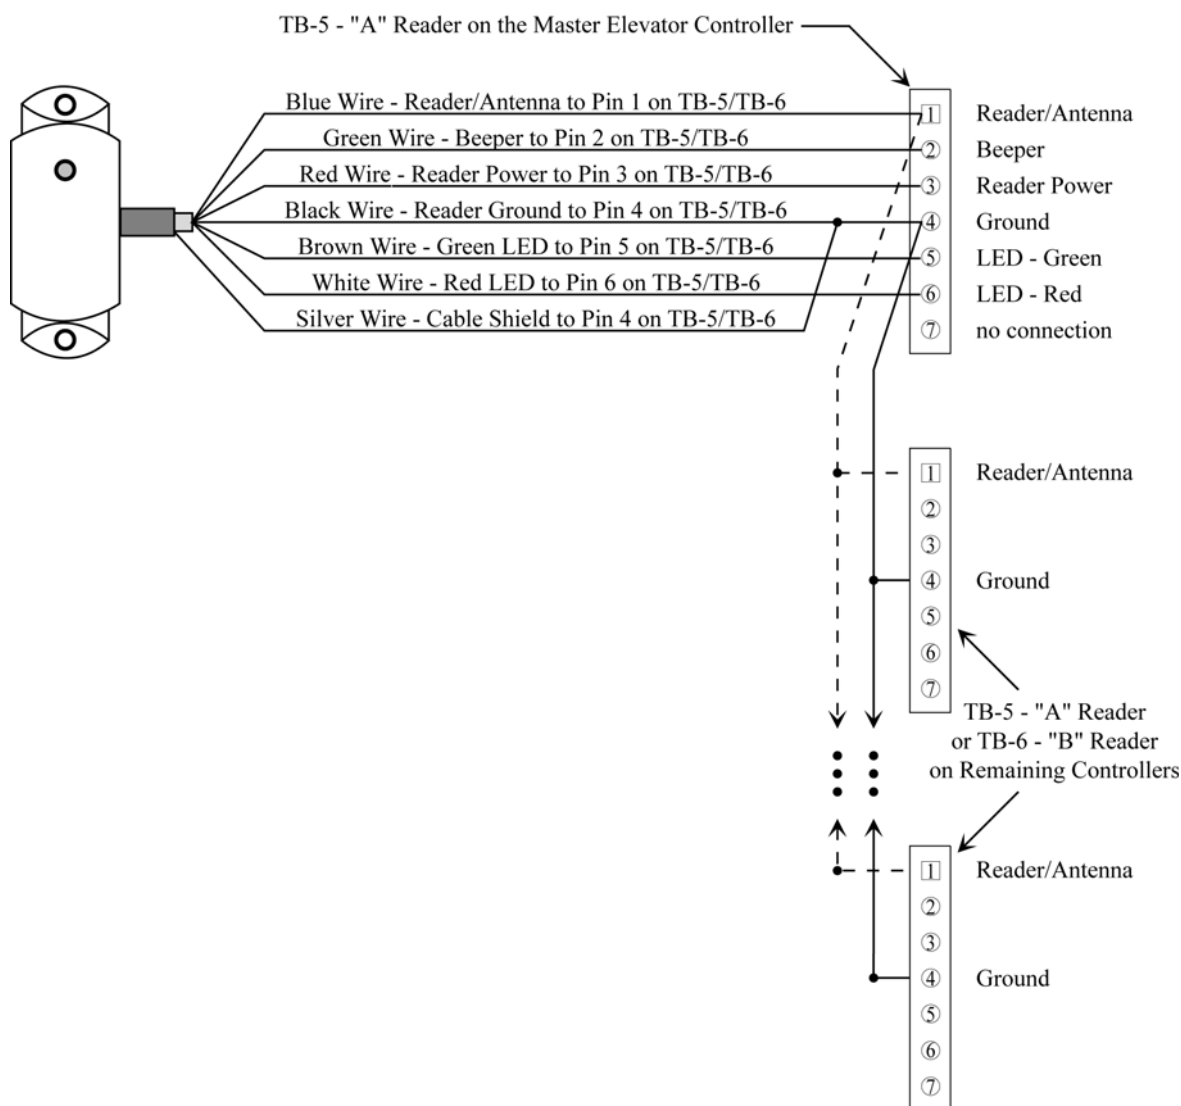 TB-5 - "A" Reader on the Master Elevator Controller
Blue Wire - Reader/Antenna to Pin 1 on TB-5/TB-6
Green Wire - Beeper to Pin 2 on TB-5/TB-6
Red Wire - Reader Power to Pin 3 on TB-5/TB-6
Black Wire - Reader Ground to Pin 4 on TB-5/TB-6
Brown Wire - Green LED to Pin 5 on TB-5/TB-6
White Wire - Red LED to Pin 6 on TB-5/TB-6
Silver Wire - Cable Shield to Pin 4 on TB-5/TB-6
1 Reader/Antenna
2 Beeper
3 Reader Power
4 Ground
5 LED - Green
6 LED - Red
7 no connection
1 Reader/Antenna
2
3
4 Ground
5
6
7
TB-5 - "A" Reader
or TB-6 - "B" Reader
on Remaining Controllers
1 Reader/Antenna
2
3
4 Ground
5
6
7